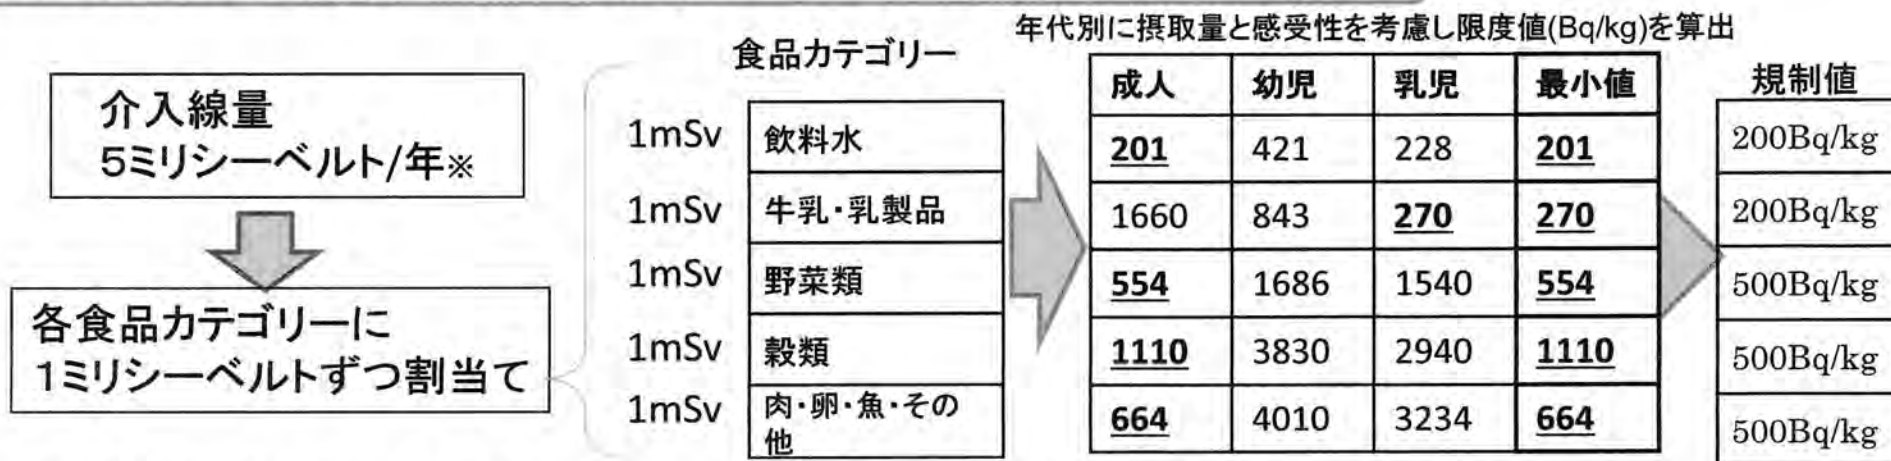 年代別に摂取量と感受性を考慮し限度値(Bq/kg)を算出
食品カテゴリー
介入線量
5ミリシーベルト/年※
各食品カテゴリーに
1ミリシーベルトずつ割当て
1mSv 飲料水
1mSv 牛乳・乳製品
1mSv 野菜類
1mSv 穀類
1mSv 肉・卵・魚・その
他
成人 幼児 乳児 最小値
201 421 228 201
1660 843 270 270
554 1686 1540 554
1110 3830 2940 1110
664 4010 3234 664
規制値
200Bq/kg
200Bq/kg
500Bq/kg
500Bq/kg
500Bq/kg